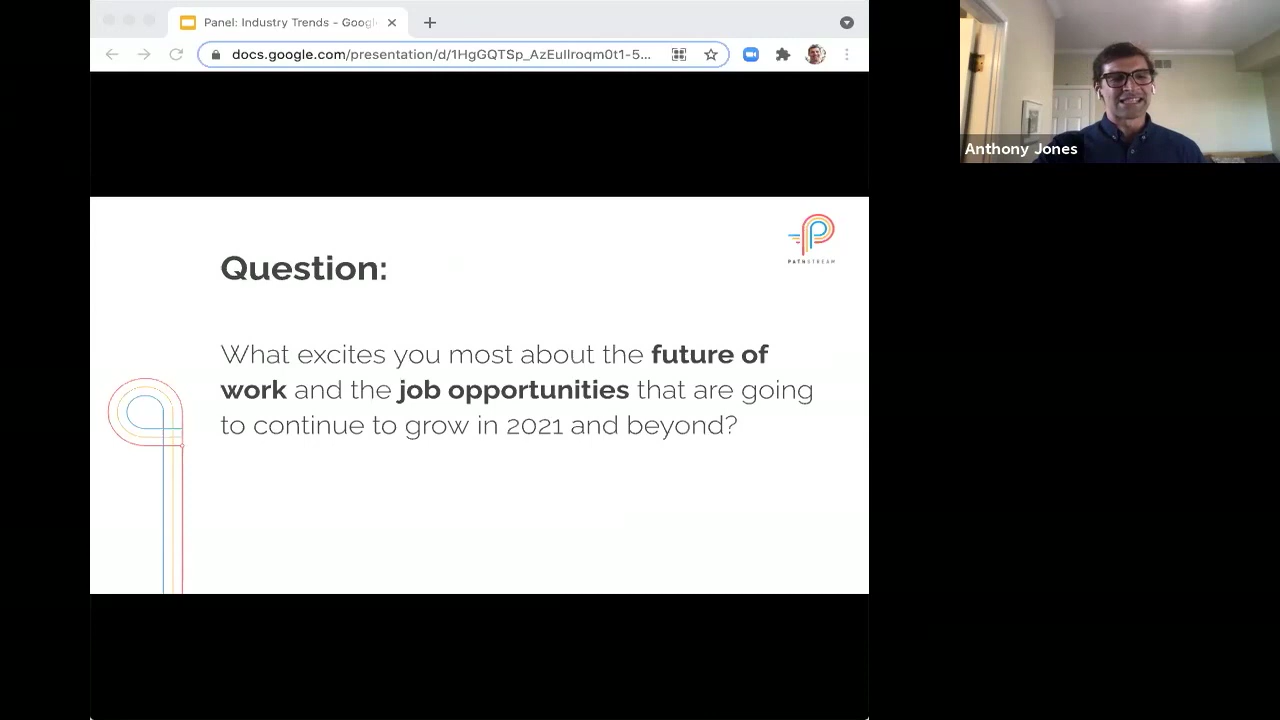 Panel: Industry Trends - Googl
docs.google.com/presentation/d/1HgGQTSp_AzEuIlroqm0t1-5...
Anthony Jones
PATHSTREAM
Question:
What excites you most about the future of
work and the job opportunities that are going
to continue to grow in 2021 and beyond?